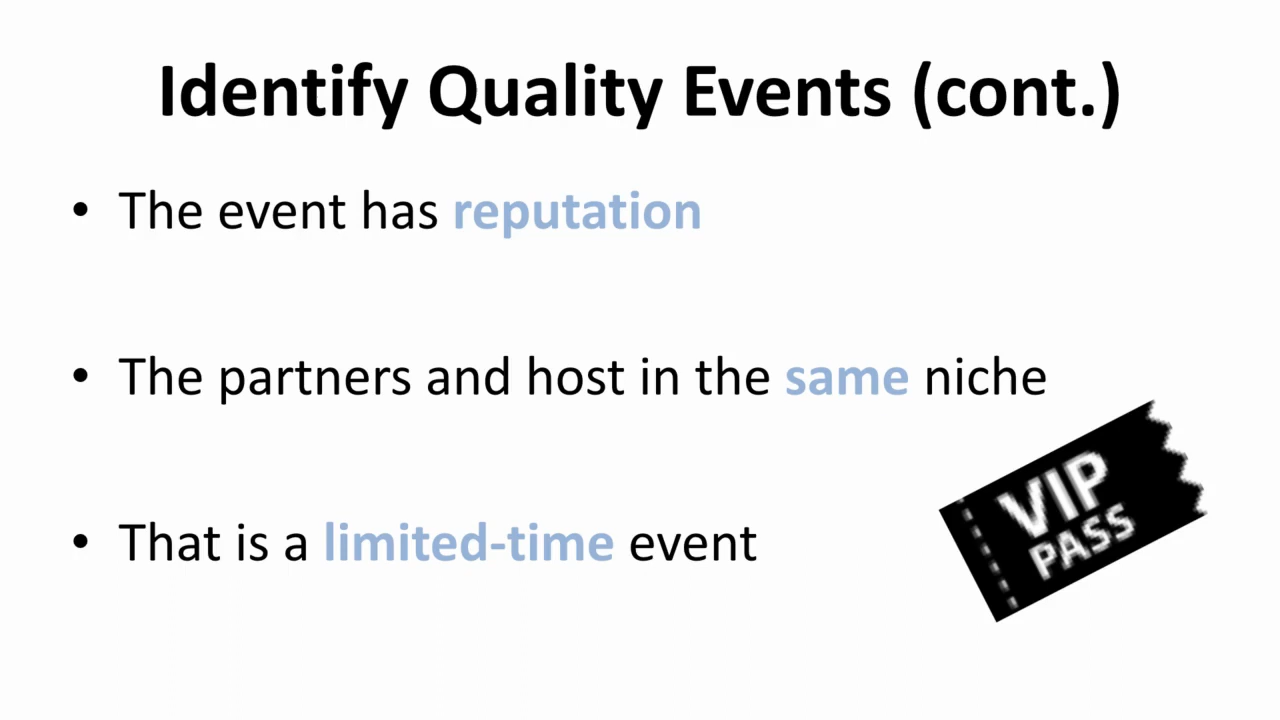 Identify Quality Events (cont.)
• The event has reputation
• The partners and host in the same niche
• That is a limited-time event
VIP
PASS